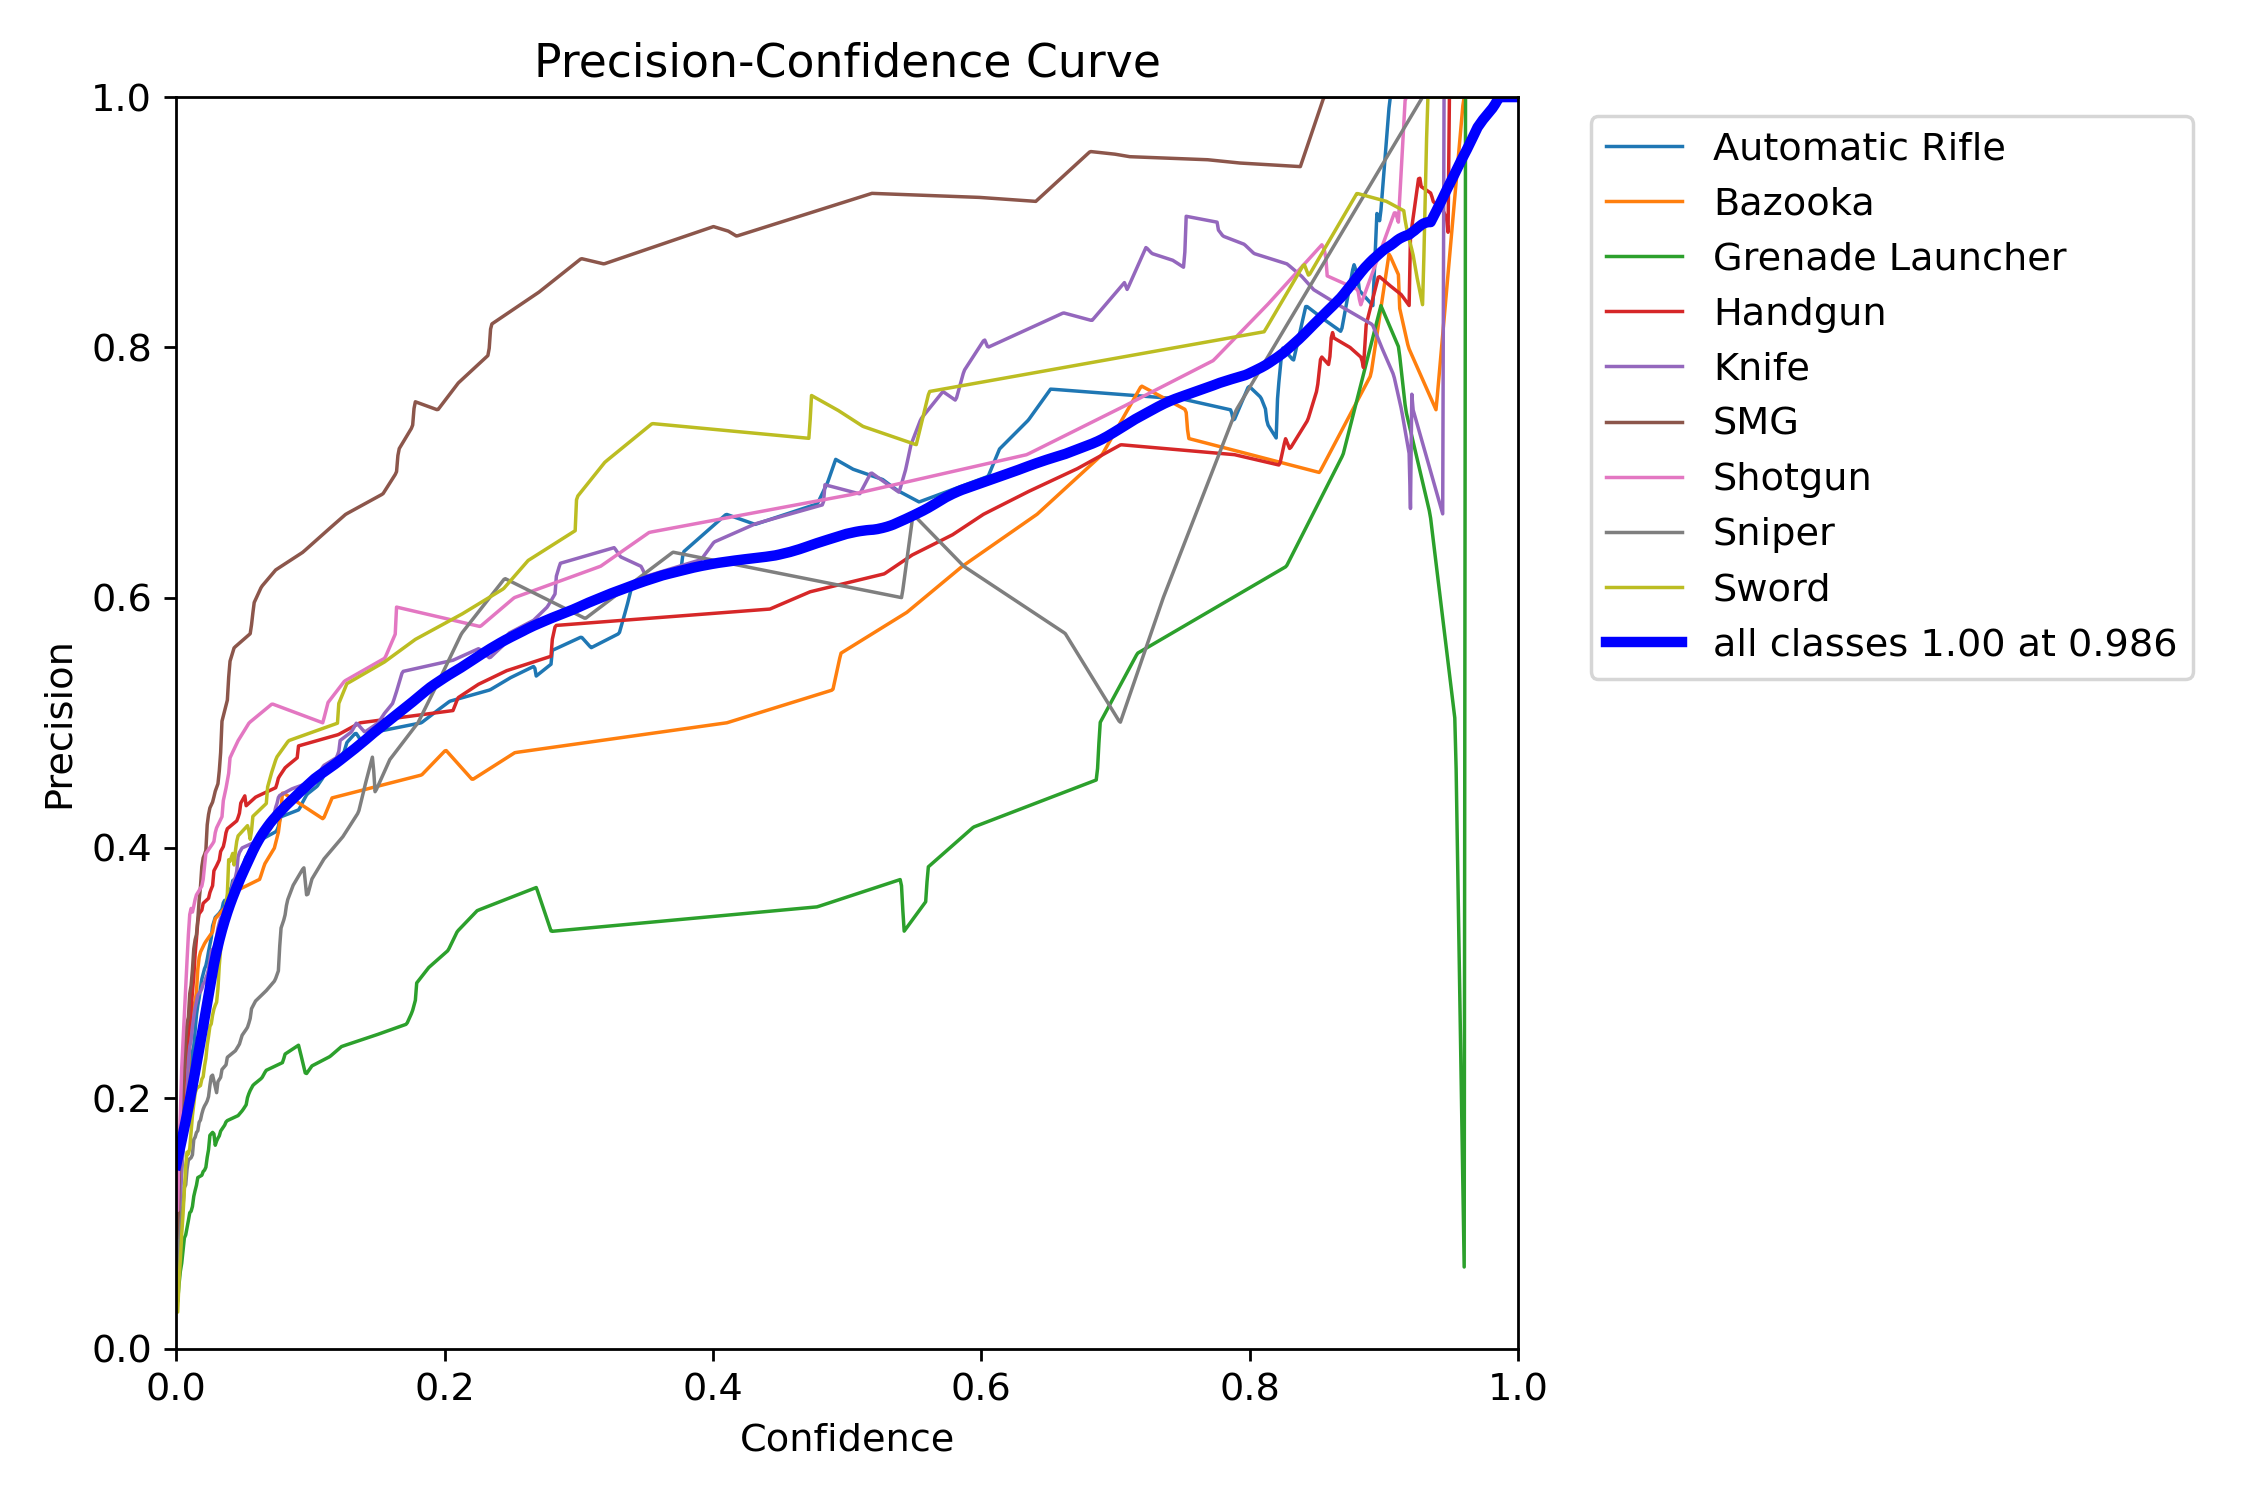 Precision-Confidence Curve
1.0
0.8
0.6
0.4
0.2
0.0
Precision
0.0 0.2 0.4 0.6 0.8 1.0
Confidence
Automatic Rifle
Bazooka
Grenade Launcher
Handgun
Knife
SMG
Shotgun
Sniper
Sword
all classes 1.00 at 0.986